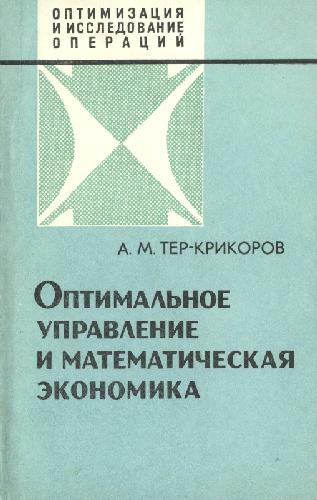 ОПТИМИЗАЦИЯ
И ИССЛЕДОВАНИЕ
ОПЕРАЦИЙ
А. М. ТЕР-КРИКОРОВ
ОПТИМАЛЬНОЕ
УПРАВЛЕНИЕ
И МАТЕМАТИЧЕСКАЯ
ЭКОНОМИКА